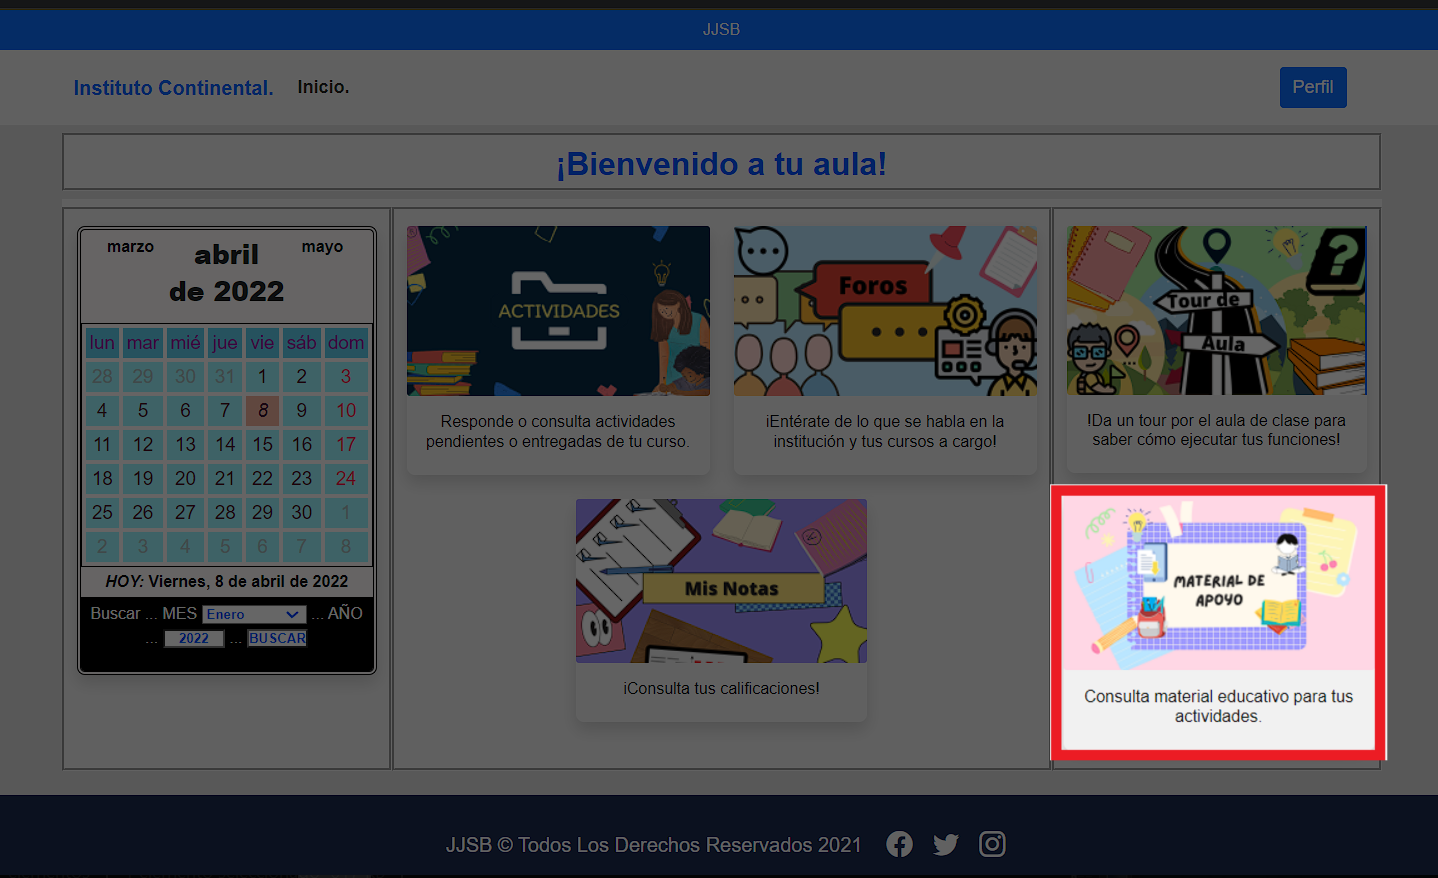 JJSB
Instituto Continental.
Inicio.
Perfil
¡Bienvenido a tu aula!
marzo
abril
de 2022
mayo
lun mar mié jue vie sáb dom
28 29 30 31 1 2 3
4 5 6 7 8 9 10
11 12 13 14 15 16 17
18 19 20 21 22 23 24
25 26 27 28 29 30 1
2 3 4 5 6 7 8
HOY: Viernes, 8 de abril de 2022
Buscar ... MES Enero ... AÑO
... 2022 ... BUSCAR
ACTIVIDADES
Responde o consulta actividades
pendientes o entregadas de tu curso.
Foros
¡Entérate de lo que se habla en la
institución y tus cursos a cargo!
Mis Notas
¡Consulta tus calificaciones!
Tour de
Aula
!Da un tour por el aula de clase para
saber cómo ejecutar tus funciones!
MATERIAL DE
APOYO
Consulta material educativo para tus
actividades.
JJSB © Todos Los Derechos Reservados 2021